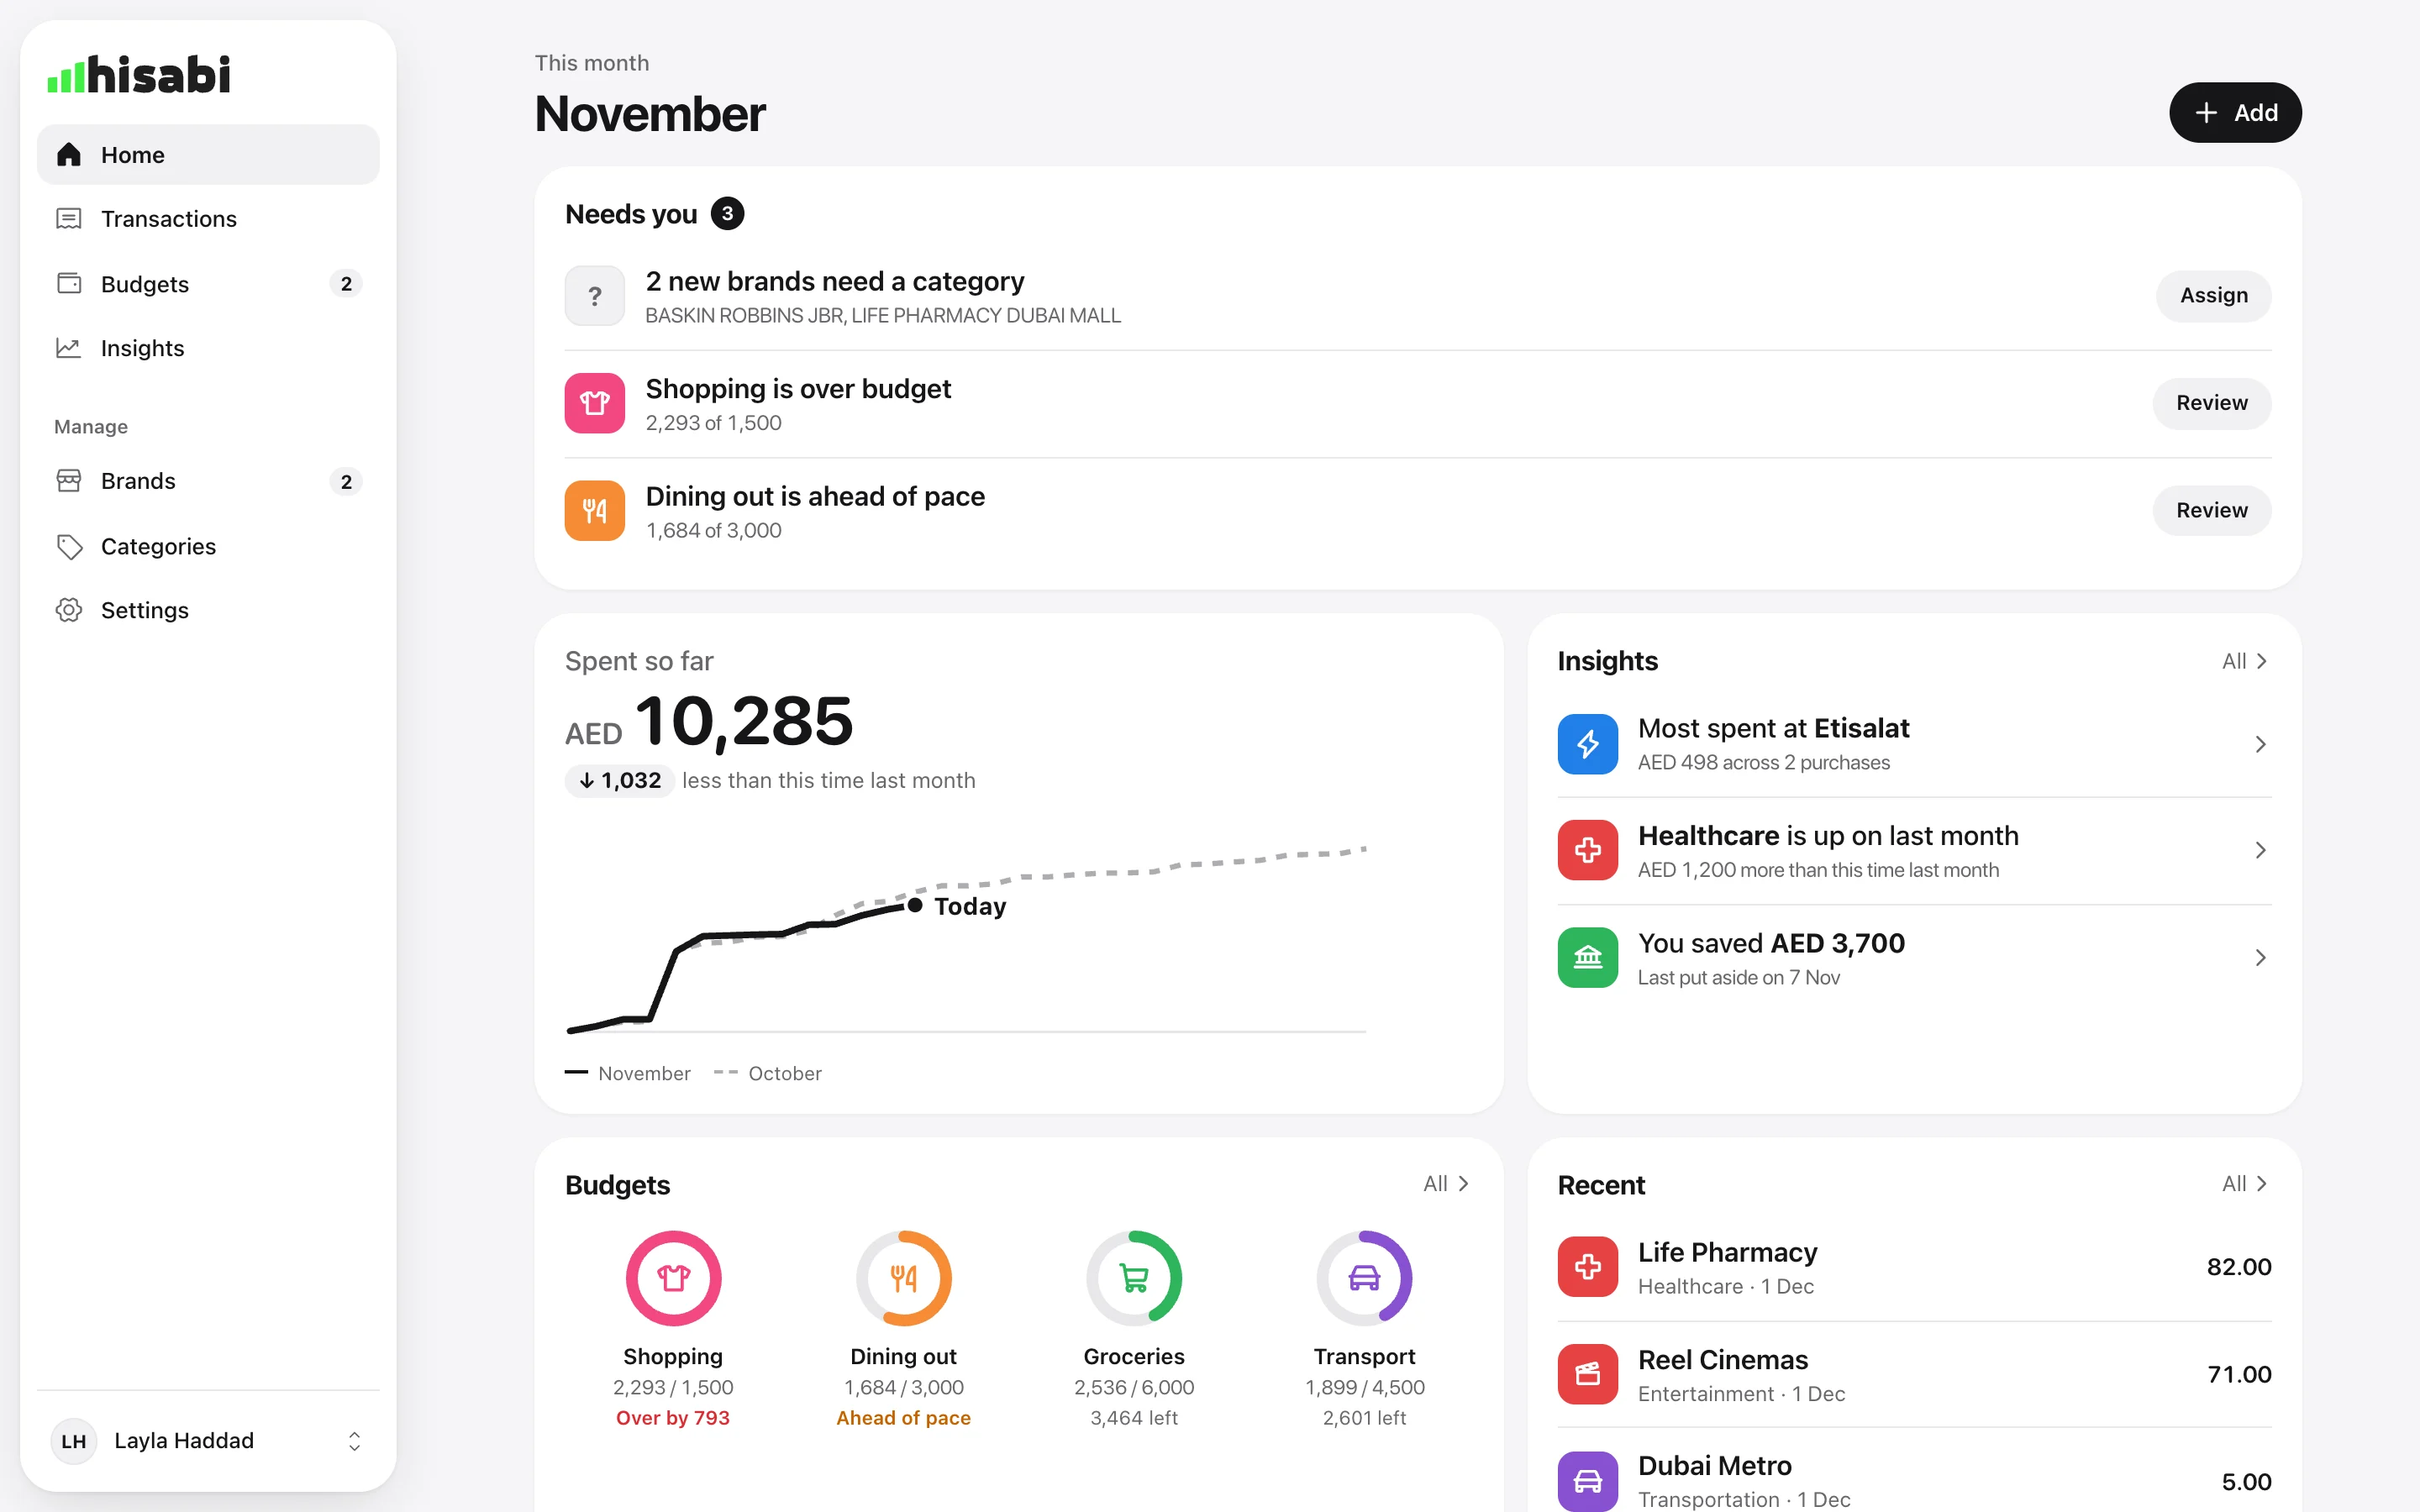 hisabi
Home
Transactions
Budgets 2
Insights
Manage
Brands 2
Categories
Settings
LH Layla Haddad
This month
November
+ Add
Needs you 3
?
2 new brands need a category
BASKIN ROBBINS JBR, LIFE PHARMACY DUBAI MALL
Assign
Shopping is over budget
2,293 of 1,500
Review
Dining out is ahead of pace
1,684 of 3,000
Review
Spent so far
AED 10,285
↓ 1,032 less than this time last month
Today
November October
Insights All
Most spent at Etisalat
AED 498 across 2 purchases
Healthcare is up on last month
AED 1,200 more than this time last month
You saved AED 3,700
Last put aside on 7 Nov
Budgets All
Shopping
2,293 / 1,500
Over by 793
Dining out
1,684 / 3,000
Ahead of pace
Groceries
2,536 / 6,000
3,464 left
Transport
1,899 / 4,500
2,601 left
Recent All
Life Pharmacy
Healthcare · 1 Dec
82.00
Reel Cinemas
Entertainment · 1 Dec
71.00
Dubai Metro
Transportation · 1 Dec
5.00